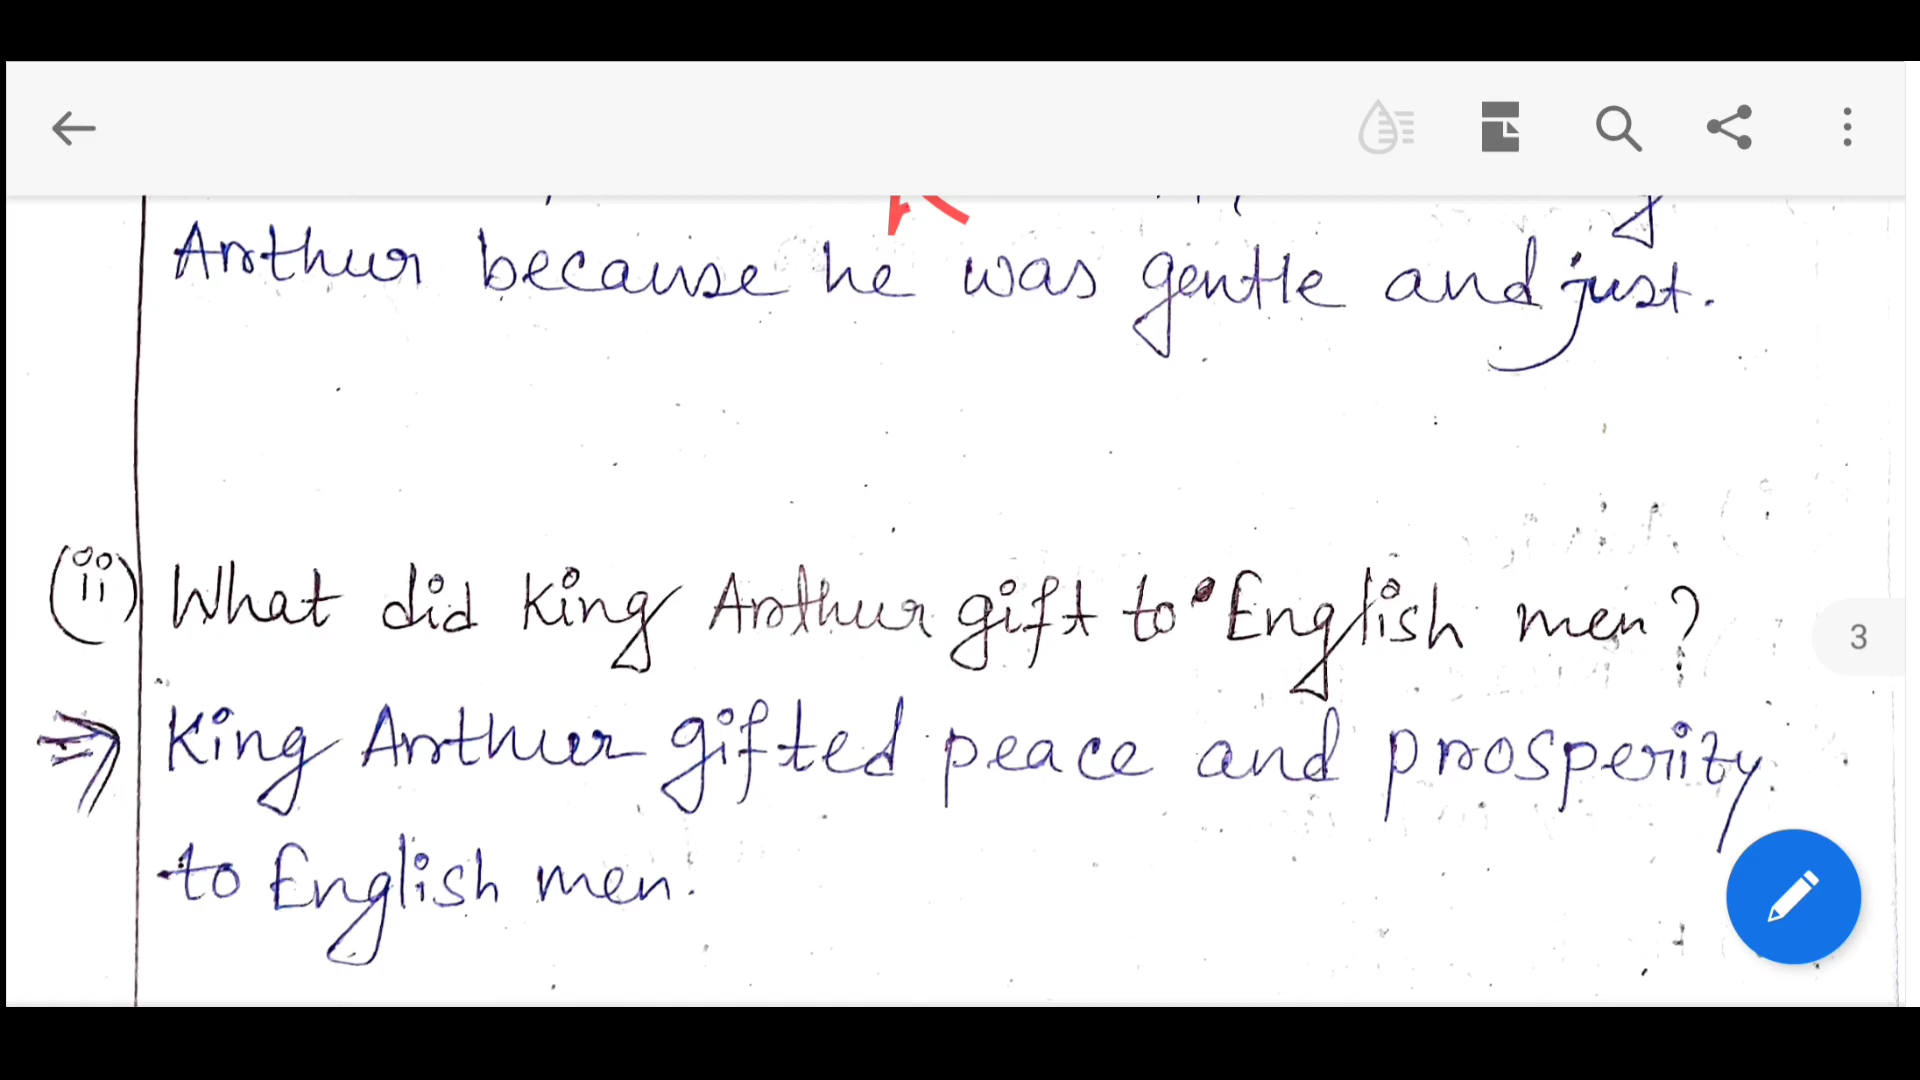 Arthur because he was gentle and just.
(ii) What did King Arthur gift to English men?
3
⇒ King Arthur gifted peace and prosperity
to English men.